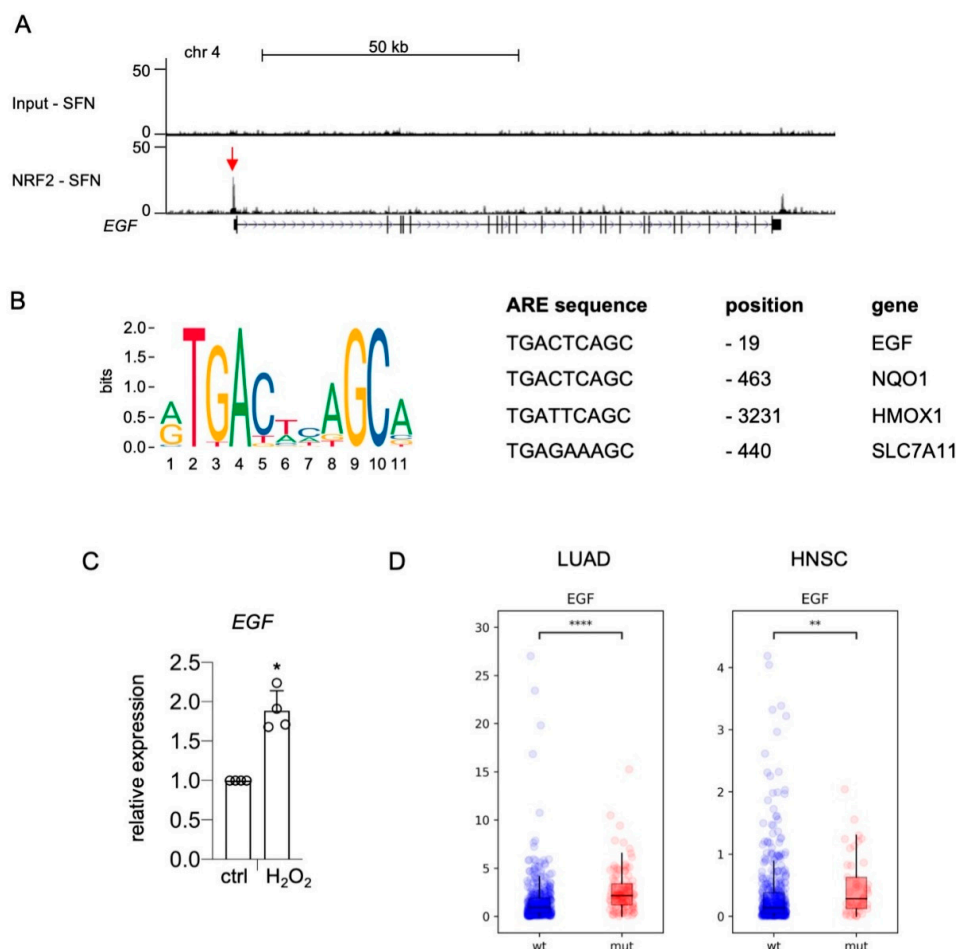 A
chr 4
50 kb
50
Input - SFN
0
50
NRF2 - SFN
0
EGF
B
bits
2.0
1.5
1.0
0.5
0.0
ATGACTCAGCA
GTAAGC
1 2 3 4 5 6 7 8 9 10 11
ARE sequence position gene
TGACTCAGC - 19 EGF
TGACTCAGC - 463 NQO1
TGATTCAGC - 3231 HMOX1
TGAGAAAGC - 440 SLC7A11
C
EGF
relative expression
2.5
2.0
1.5
1.0
0.5
0.0
*
ctrl H₂O₂
D
LUAD
EGF
30
25
20
15
10
5
0
****
wt mut
HNSC
EGF
4
3
2
1
0
**
wt mut